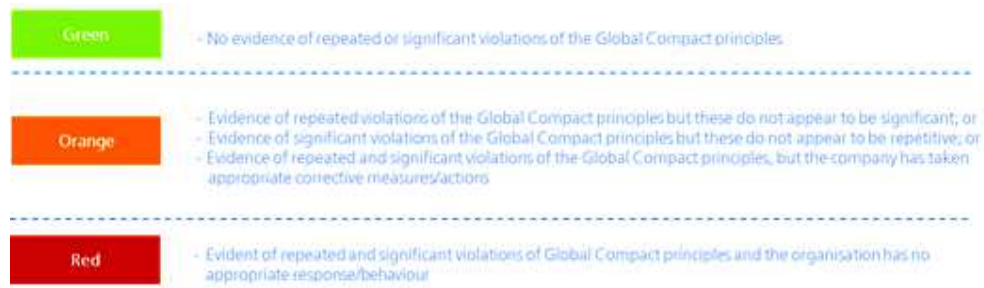 Green
- No evidence of repeated or significant violations of the Global Compact principles
Orange
- Evidence of repeated violations of the Global Compact principles but these do not appear to be significant; or
- Evidence of significant violations of the Global Compact principles but these do not appear to be repetitive; or
- Evidence of repeated and significant violations of the Global Compact principles, but the company has taken
appropriate corrective measures/actions
Red
- Evident of repeated and significant violations of Global Compact principles and the organisation has no
appropriate response/behaviour